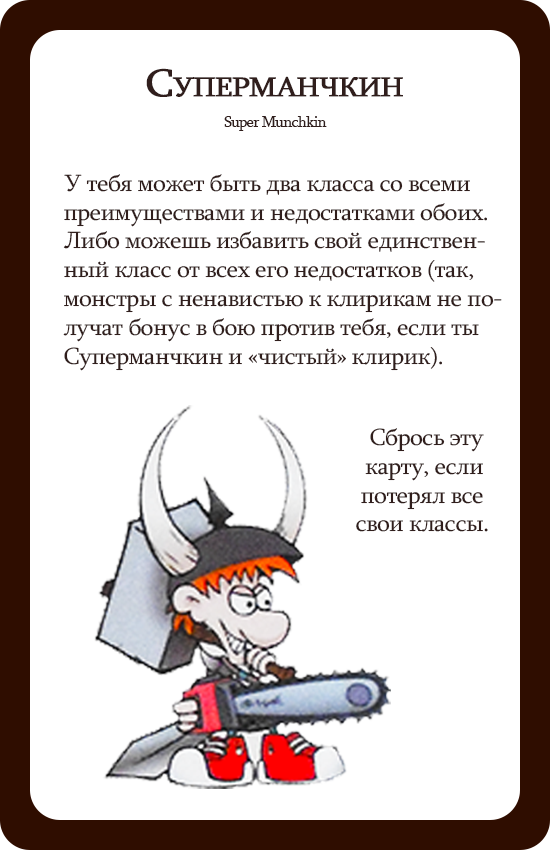 Суперманчкин
Super Munchkin
У тебя может быть два класса со всеми
преимуществами и недостатками обоих.
Либо можешь избавить свой единствен-
ный класс от всех его недостатков (так,
монстры с ненавистью к клирикам не по-
лучат бонус в бою против тебя, если ты
Суперманчкин и «чистый» клирик).
Сбрось эту
карту, если
потерял все
свои классы.